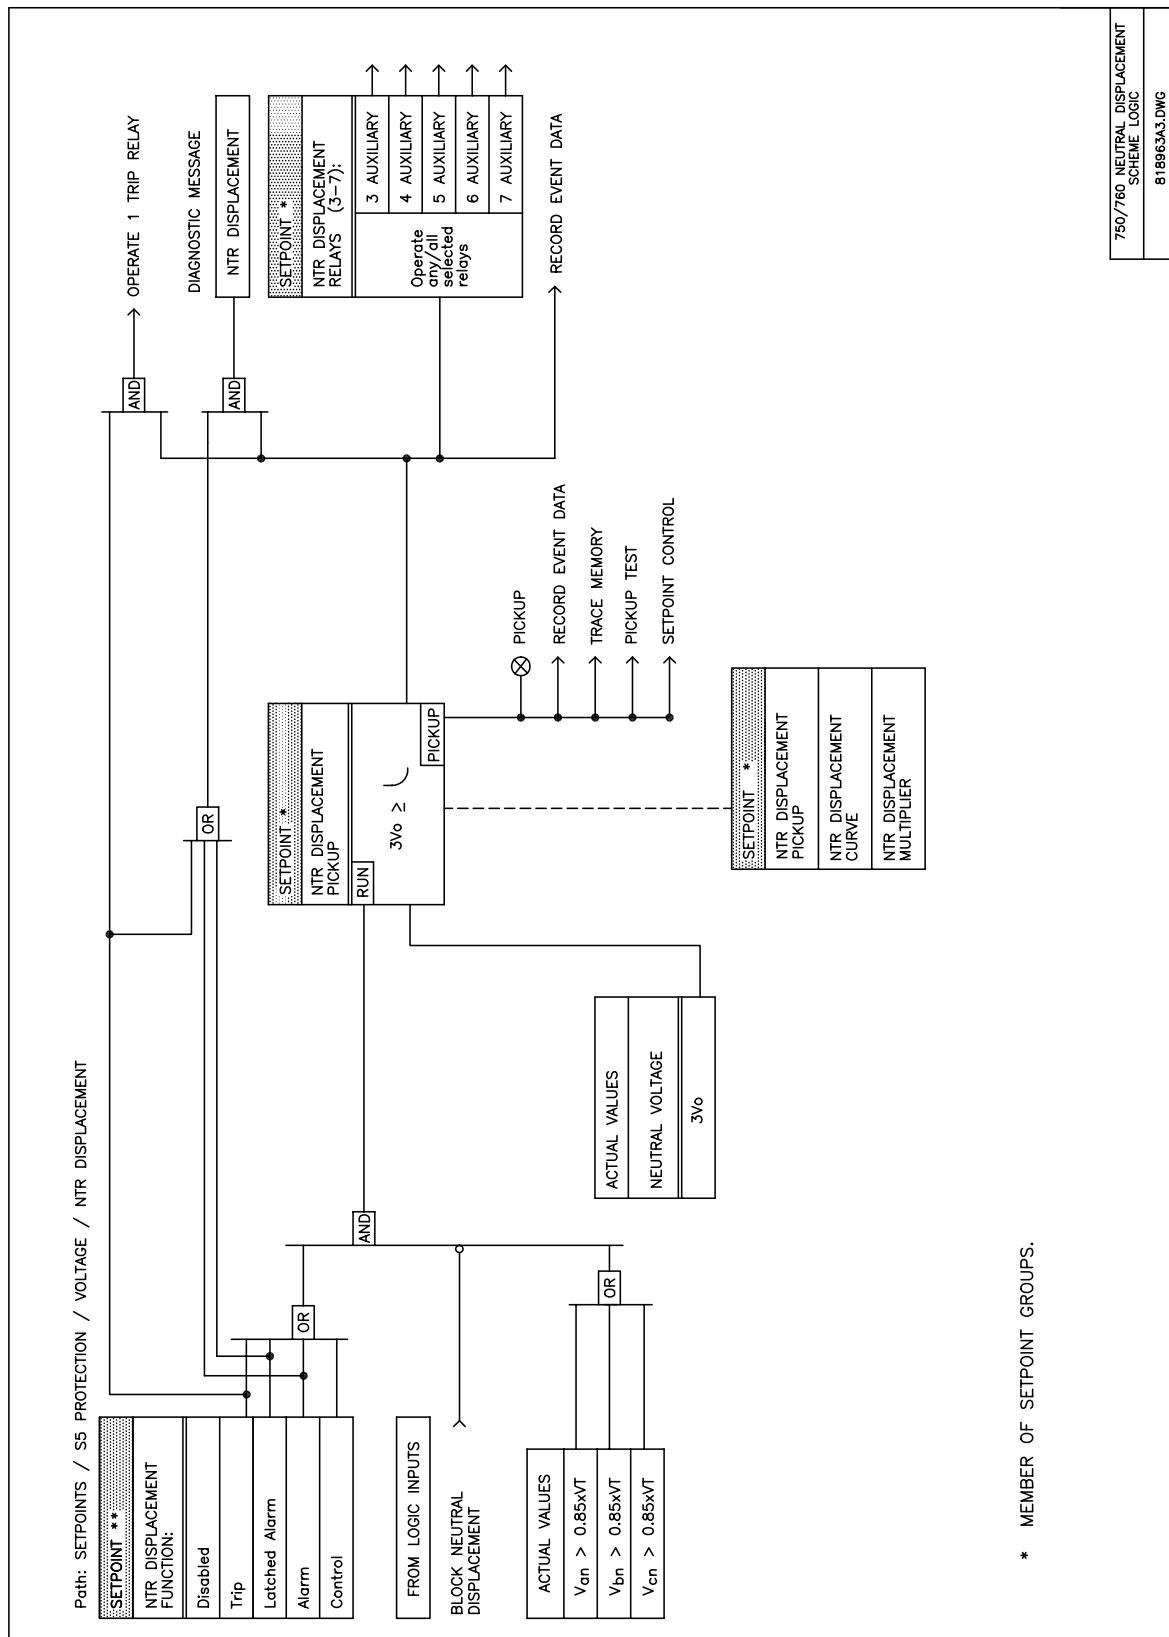 Path: SETPOINTS / S5 PROTECTION / VOLTAGE / NTR DISPLACEMENT
SETPOINT **
NTR DISPLACEMENT
FUNCTION:
Disabled
Trip
Latched Alarm
Alarm
Control
FROM LOGIC INPUTS
BLOCK NEUTRAL
DISPLACEMENT
ACTUAL VALUES
Van > 0.85xVT
Vbn > 0.85xVT
Vcn > 0.85xVT
OR
OR
AND
ACTUAL VALUES
NEUTRAL VOLTAGE
3Vo
OR
SETPOINT *
NTR DISPLACEMENT
PICKUP
RUN
3Vo ≥
PICKUP
SETPOINT *
NTR DISPLACEMENT
PICKUP
NTR DISPLACEMENT
CURVE
NTR DISPLACEMENT
MULTIPLIER
PICKUP
RECORD EVENT DATA
TRACE MEMORY
PICKUP TEST
SETPOINT CONTROL
AND
AND
OPERATE 1 TRIP RELAY
DIAGNOSTIC MESSAGE
NTR DISPLACEMENT
SETPOINT *
NTR DISPLACEMENT
RELAYS (3-7):
Operate
any/all
selected
relays
3 AUXILIARY
4 AUXILIARY
5 AUXILIARY
6 AUXILIARY
7 AUXILIARY
RECORD EVENT DATA
* MEMBER OF SETPOINT GROUPS.
750/760 NEUTRAL DISPLACEMENT
SCHEME LOGIC
818963A3.DWG